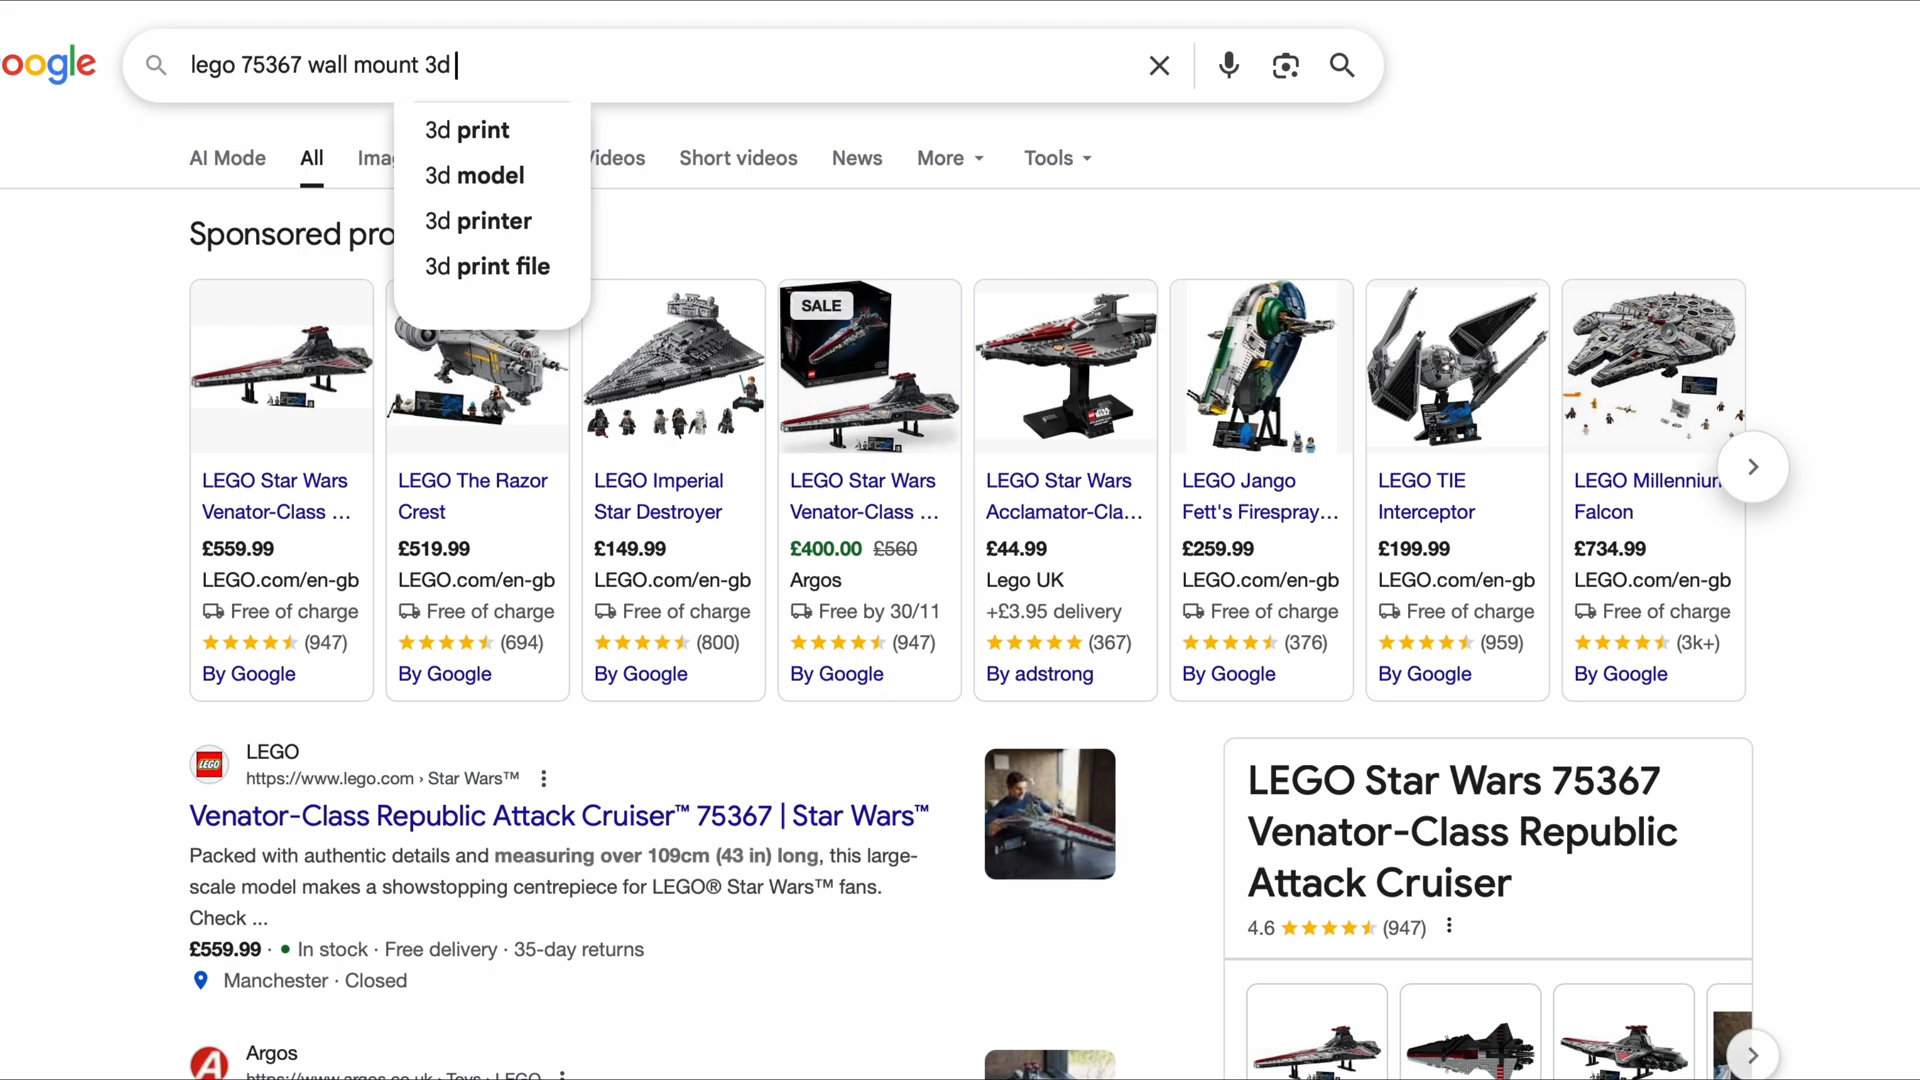 oogle
lego 75367 wall mount 3d
3d print
3d model
3d printer
3d print file
AI Mode
All
Videos
Short videos
News
More
Tools
Sponsored pro
SALE
LEGO Star Wars
Venator-Class ...
£559.99
LEGO.com/en-gb
Free of charge
(947)
By Google
LEGO The Razor
Crest
£519.99
LEGO.com/en-gb
Free of charge
(694)
By Google
LEGO Imperial
Star Destroyer
£149.99
LEGO.com/en-gb
Free of charge
(800)
By Google
LEGO Star Wars
Venator-Class ...
£400.00 £560
Argos
Free by 30/11
(947)
By Google
LEGO Star Wars
Acclamator-Cla...
£44.99
Lego UK
+£3.95 delivery
(367)
By adstrong
LEGO Jango
Fett's Firespray...
£259.99
LEGO.com/en-gb
Free of charge
(376)
By Google
LEGO TIE
Interceptor
£199.99
LEGO.com/en-gb
Free of charge
(959)
By Google
LEGO Millennium
Falcon
£734.99
LEGO.com/en-gb
Free of charge
(3k+)
By Google
LEGO
LEGO
https://www.lego.com › Star Wars™
Venator-Class Republic Attack Cruiser™ 75367 | Star Wars™
Packed with authentic details and measuring over 109cm (43 in) long, this large-
scale model makes a showstopping centrepiece for LEGO® Star Wars™ fans.
Check ...
£559.99 · In stock · Free delivery · 35-day returns
Manchester · Closed
Argos
https://www.argos.co.uk › Toys › LEGO
LEGO Star Wars 75367
Venator-Class Republic
Attack Cruiser
4.6 (947)